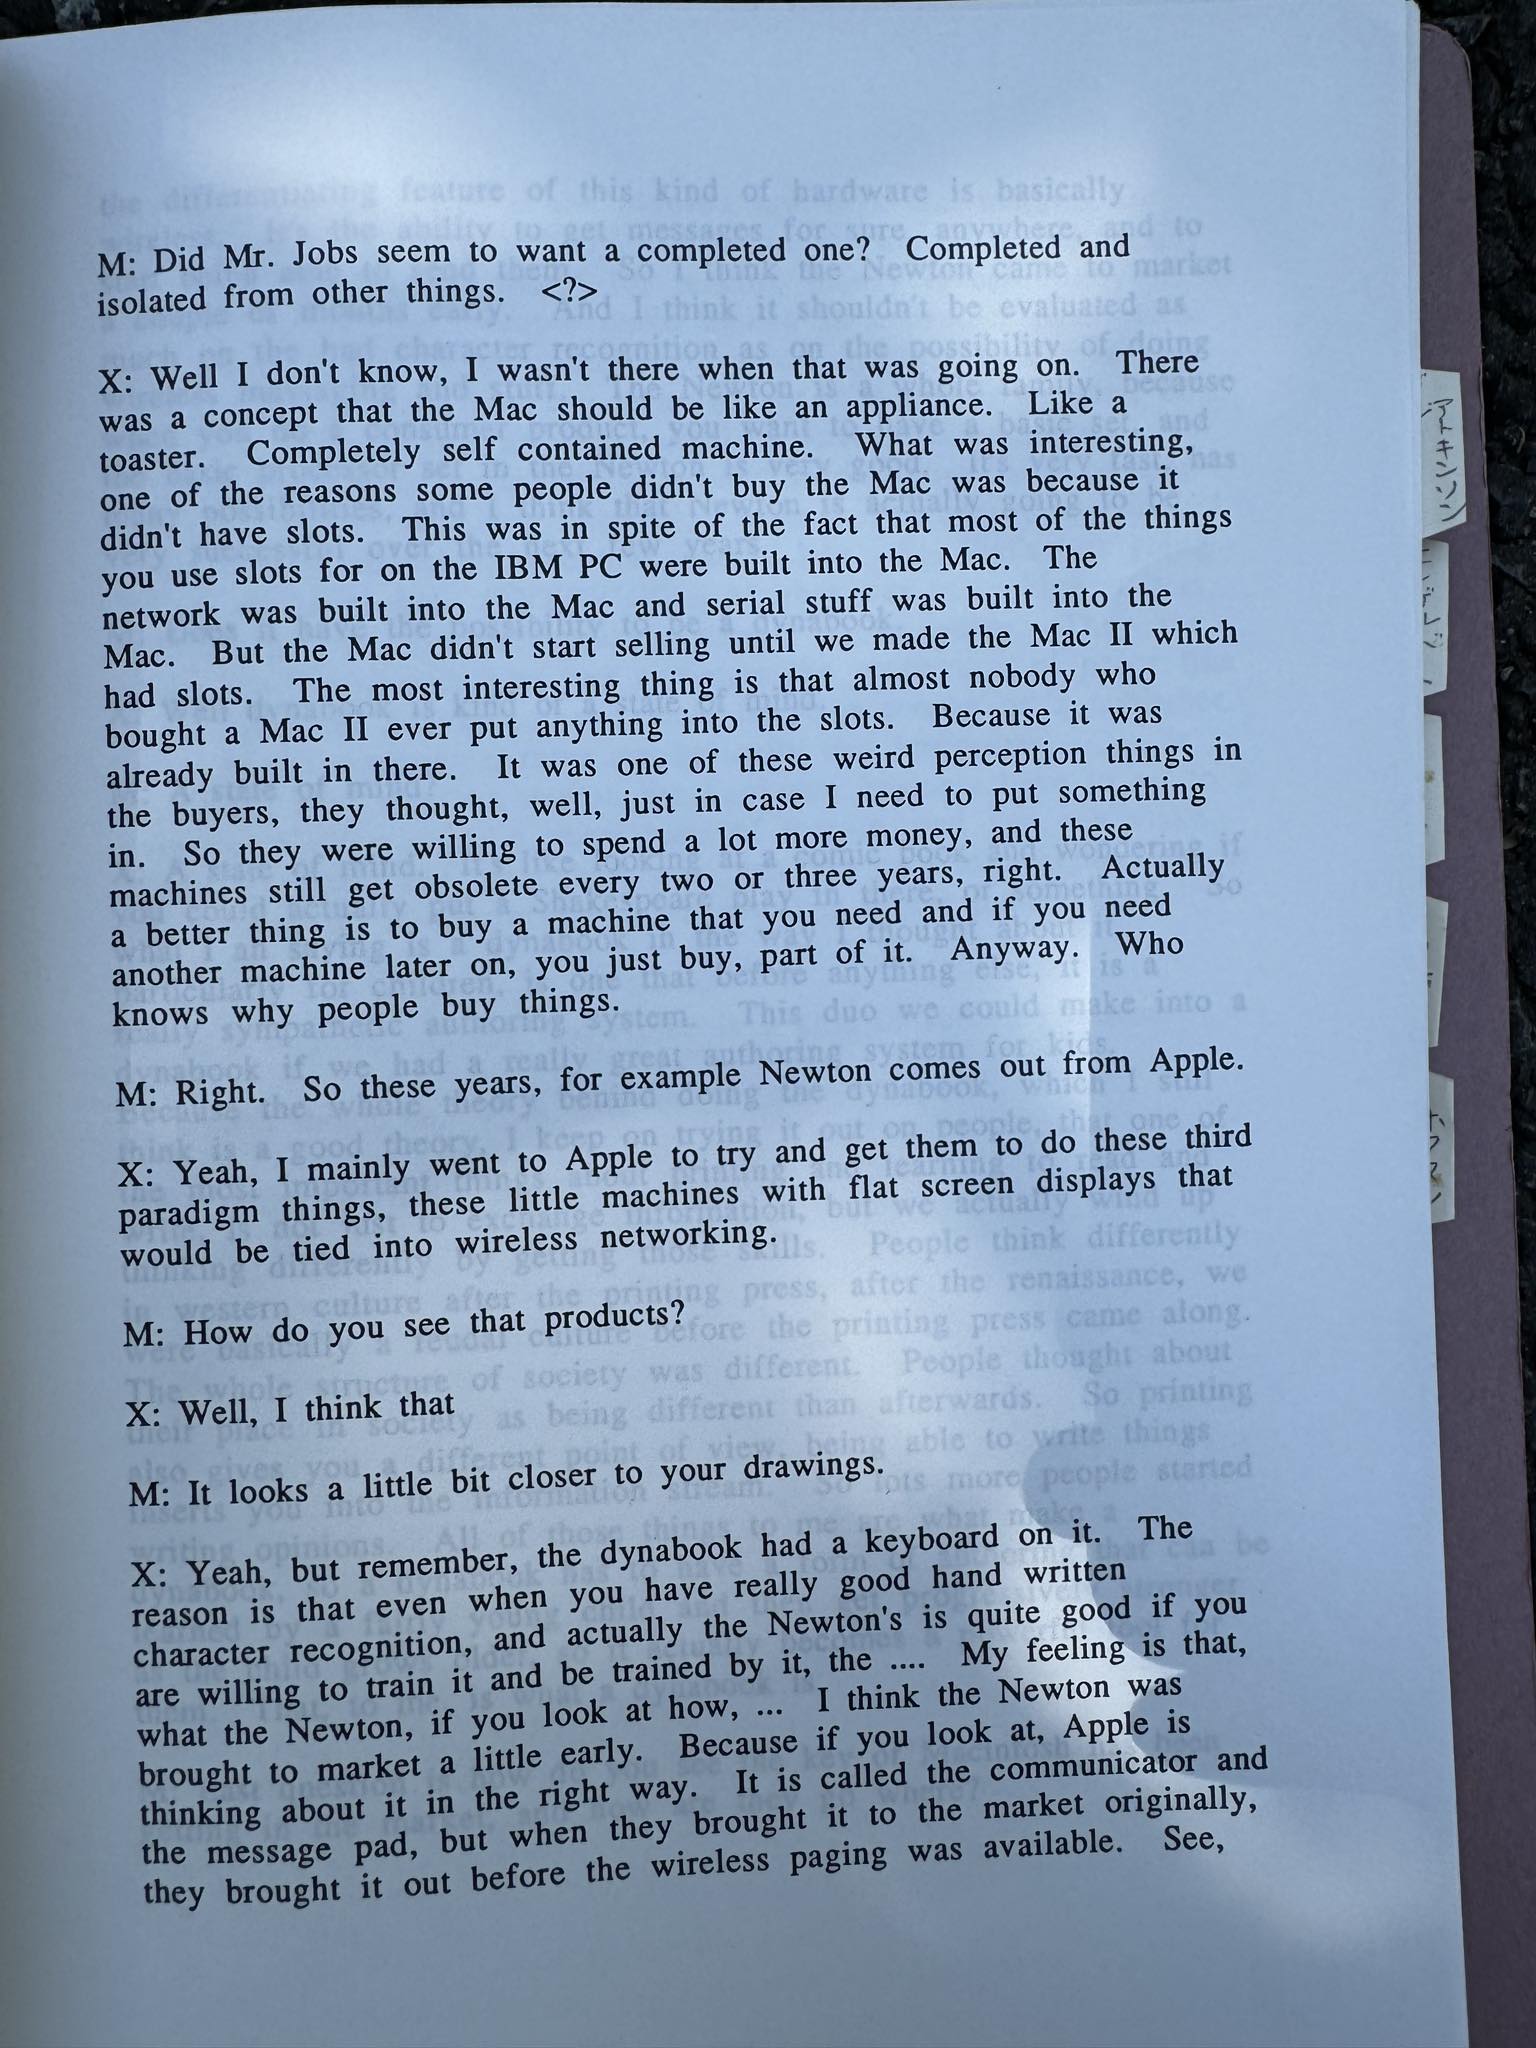 M: Did Mr. Jobs seem to want a completed one? Completed and
isolated from other things. <?>
X: Well I don't know, I wasn't there when that was going on. There
was a concept that the Mac should be like an appliance. Like a
toaster. Completely self contained machine. What was interesting,
one of the reasons some people didn't buy the Mac was because it
didn't have slots. This was in spite of the fact that most of the things
you use slots for on the IBM PC were built into the Mac. The
network was built into the Mac and serial stuff was built into the
Mac. But the Mac didn't start selling until we made the Mac II which
had slots. The most interesting thing is that almost nobody who
bought a Mac II ever put anything into the slots. Because it was
already built in there. It was one of these weird perception things in
the buyers, they thought, well, just in case I need to put something
in. So they were willing to spend a lot more money, and these
machines still get obsolete every two or three years, right. Actually
a better thing is to buy a machine that you need and if you need
another machine later on, you just buy, part of it. Anyway. Who
knows why people buy things.
M: Right. So these years, for example Newton comes out from Apple.
X: Yeah, I mainly went to Apple to try and get them to do these third
paradigm things, these little machines with flat screen displays that
would be tied into wireless networking.
M: How do you see that products?
X: Well, I think that
M: It looks a little bit closer to your drawings.
X: Yeah, but remember, the dynabook had a keyboard on it. The
reason is that even when you have really good hand written
character recognition, and actually the Newton's is quite good if you
are willing to train it and be trained by it, the .... My feeling is that,
what the Newton, if you look at how, ... I think the Newton was
brought to market a little early. Because if you look at, Apple is
thinking about it in the right way. It is called the communicator and
the message pad, but when they brought it to the market originally,
they brought it out before the wireless paging was available. See,